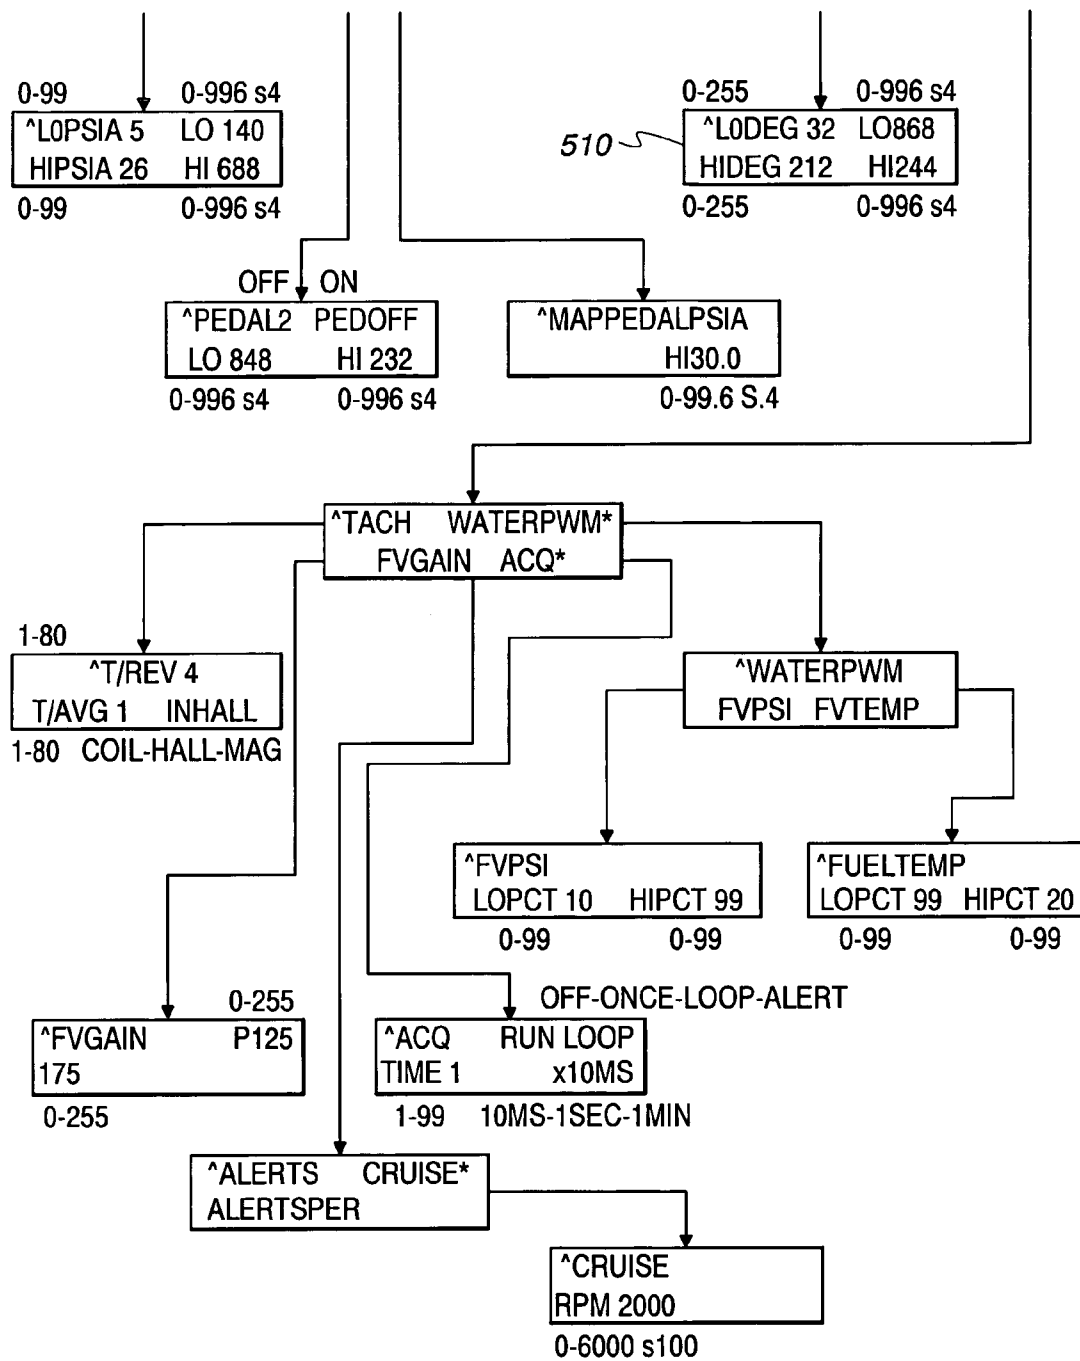 0-99 0-996 s4
^L0PSIA 5 LO 140
HIPSIA 26 HI 688
0-99 0-996 s4
0-255 0-996 s4
510
^L0DEG 32 LO868
HIDEG 212 HI244
0-255 0-996 s4
OFF ON
^PEDAL2 PEDOFF
LO 848 HI 232
0-996 s4 0-996 s4
^MAPPEDALPSIA
HI30.0
0-99.6 S.4
^TACH WATERPWM*
FVGAIN ACQ*
1-80
^T/REV 4
T/AVG 1 INHALL
1-80 COIL-HALL-MAG
^WATERPWM
FVPSI FVTEMP
^FVPSI
LOPCT 10 HIPCT 99
0-99 0-99
^FUELTEMP
LOPCT 99 HIPCT 20
0-99 0-99
0-255
^FVGAIN P125
175
0-255
OFF-ONCE-LOOP-ALERT
^ACQ RUN LOOP
TIME 1 x10MS
1-99 10MS-1SEC-1MIN
^ALERTS CRUISE*
ALERTSPER
^CRUISE
RPM 2000
0-6000 s100